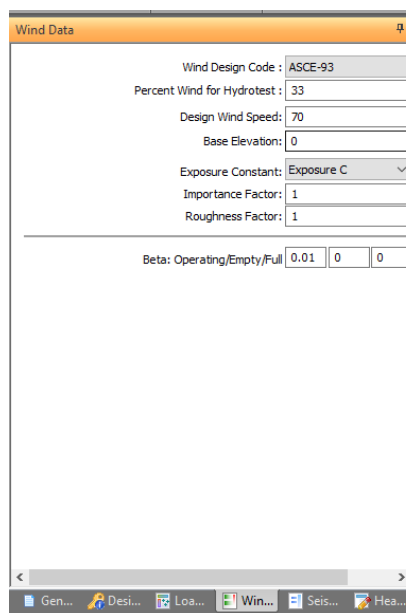 Wind Data
Wind Design Code : ASCE-93
Percent Wind for Hydrotest : 33
Design Wind Speed: 70
Base Elevation: 0
Exposure Constant: Exposure C
Importance Factor: 1
Roughness Factor: 1
Beta: Operating/Empty/Full 0.01 0 0
Gen... Desi... Loa... Win... Seis... Hea...